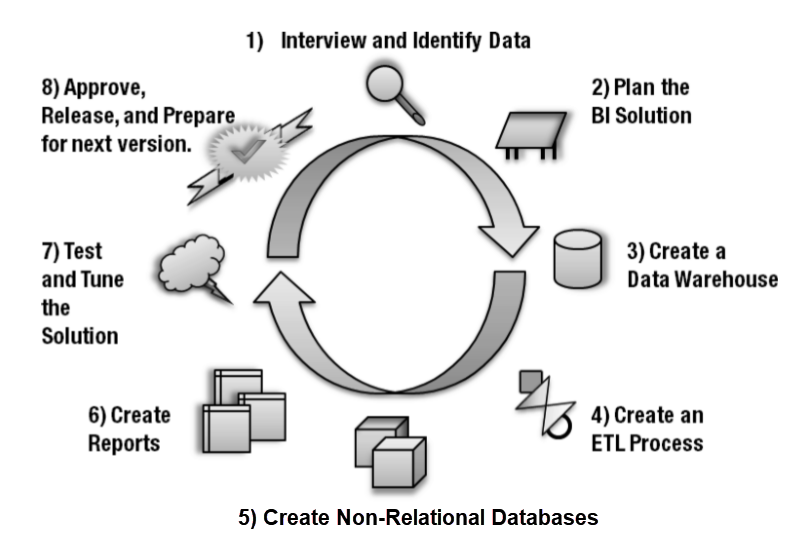 1) Interview and Identify Data
2) Plan the
BI Solution
3) Create a
Data Warehouse
4) Create an
ETL Process
5) Create Non-Relational Databases
6) Create
Reports
7) Test
and Tune
the
Solution
8) Approve,
Release, and Prepare
for next version.